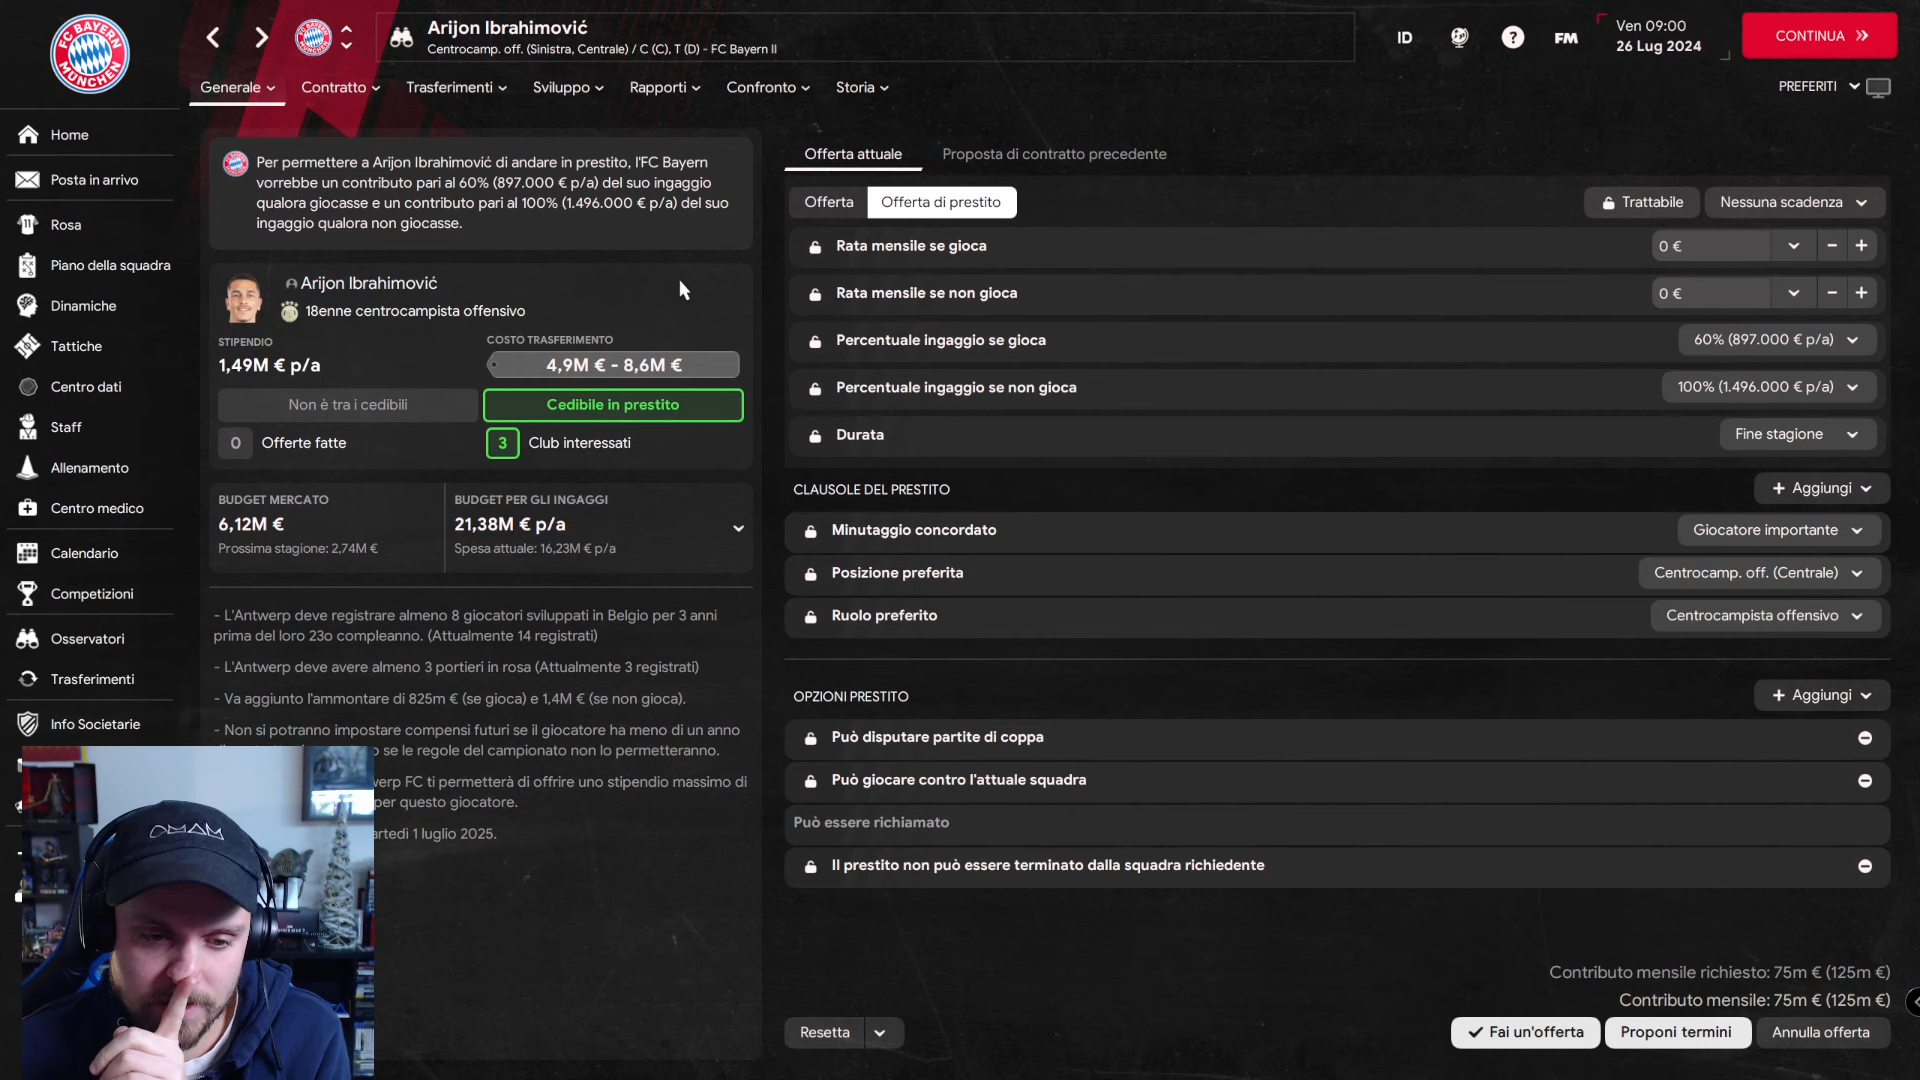 FC BAYERN
MÜNCHEN
Arijon Ibrahimović
Centrocamp. off. (Sinistra, Centrale) / C (C), T (D) - FC Bayern II
ID
FM
Ven 09:00
26 Lug 2024
CONTINUA
Generale
Contratto
Trasferimenti
Sviluppo
Rapporti
Confronto
Storia
PREFERITI
Home
Posta in arrivo
Rosa
Piano della squadra
Dinamiche
Tattiche
Centro dati
Staff
Allenamento
Centro medico
Calendario
Competizioni
Osservatori
Trasferimenti
Info Societarie
Per permettere a Arijon Ibrahimović di andare in prestito, l'FC Bayern
vorrebbe un contributo pari al 60% (897.000 € p/a) del suo ingaggio
qualora giocasse e un contributo pari al 100% (1.496.000 € p/a) del suo
ingaggio qualora non giocasse.
Arijon Ibrahimović
18enne centrocampista offensivo
STIPENDIO
1,49M € p/a
COSTO TRASFERIMENTO
4,9M € - 8,6M €
Non è tra i cedibili
Cedibile in prestito
0 Offerte fatte
3 Club interessati
BUDGET MERCATO
6,12M €
Prossima stagione: 2,74M €
BUDGET PER GLI INGAGGI
21,38M € p/a
Spesa attuale: 16,23M € p/a
- L'Antwerp deve registrare almeno 8 giocatori sviluppati in Belgio per 3 anni
prima del loro 23o compleanno. (Attualmente 14 registrati)
- L'Antwerp deve avere almeno 3 portieri in rosa (Attualmente 3 registrati)
- Va aggiunto l'ammontare di 825m € (se gioca) e 1,4M € (se non gioca).
- Non si potranno impostare compensi futuri se il giocatore ha meno di un anno
o se le regole del campionato non lo permetteranno.
werp FC ti permetterà di offrire uno stipendio massimo di
per questo giocatore.
artedì 1 luglio 2025.
Offerta attuale
Proposta di contratto precedente
Offerta
Offerta di prestito
Trattabile
Nessuna scadenza
Rata mensile se gioca
0 €
Rata mensile se non gioca
0 €
Percentuale ingaggio se gioca
60% (897.000 € p/a)
Percentuale ingaggio se non gioca
100% (1.496.000 € p/a)
Durata
Fine stagione
CLAUSOLE DEL PRESTITO
Aggiungi
Minutaggio concordato
Giocatore importante
Posizione preferita
Centrocamp. off. (Centrale)
Ruolo preferito
Centrocampista offensivo
OPZIONI PRESTITO
Aggiungi
Può disputare partite di coppa
Può giocare contro l'attuale squadra
Può essere richiamato
Il prestito non può essere terminato dalla squadra richiedente
Contributo mensile richiesto: 75m € (125m €)
Contributo mensile: 75m € (125m €)
Resetta
Fai un'offerta
Proponi termini
Annulla offerta